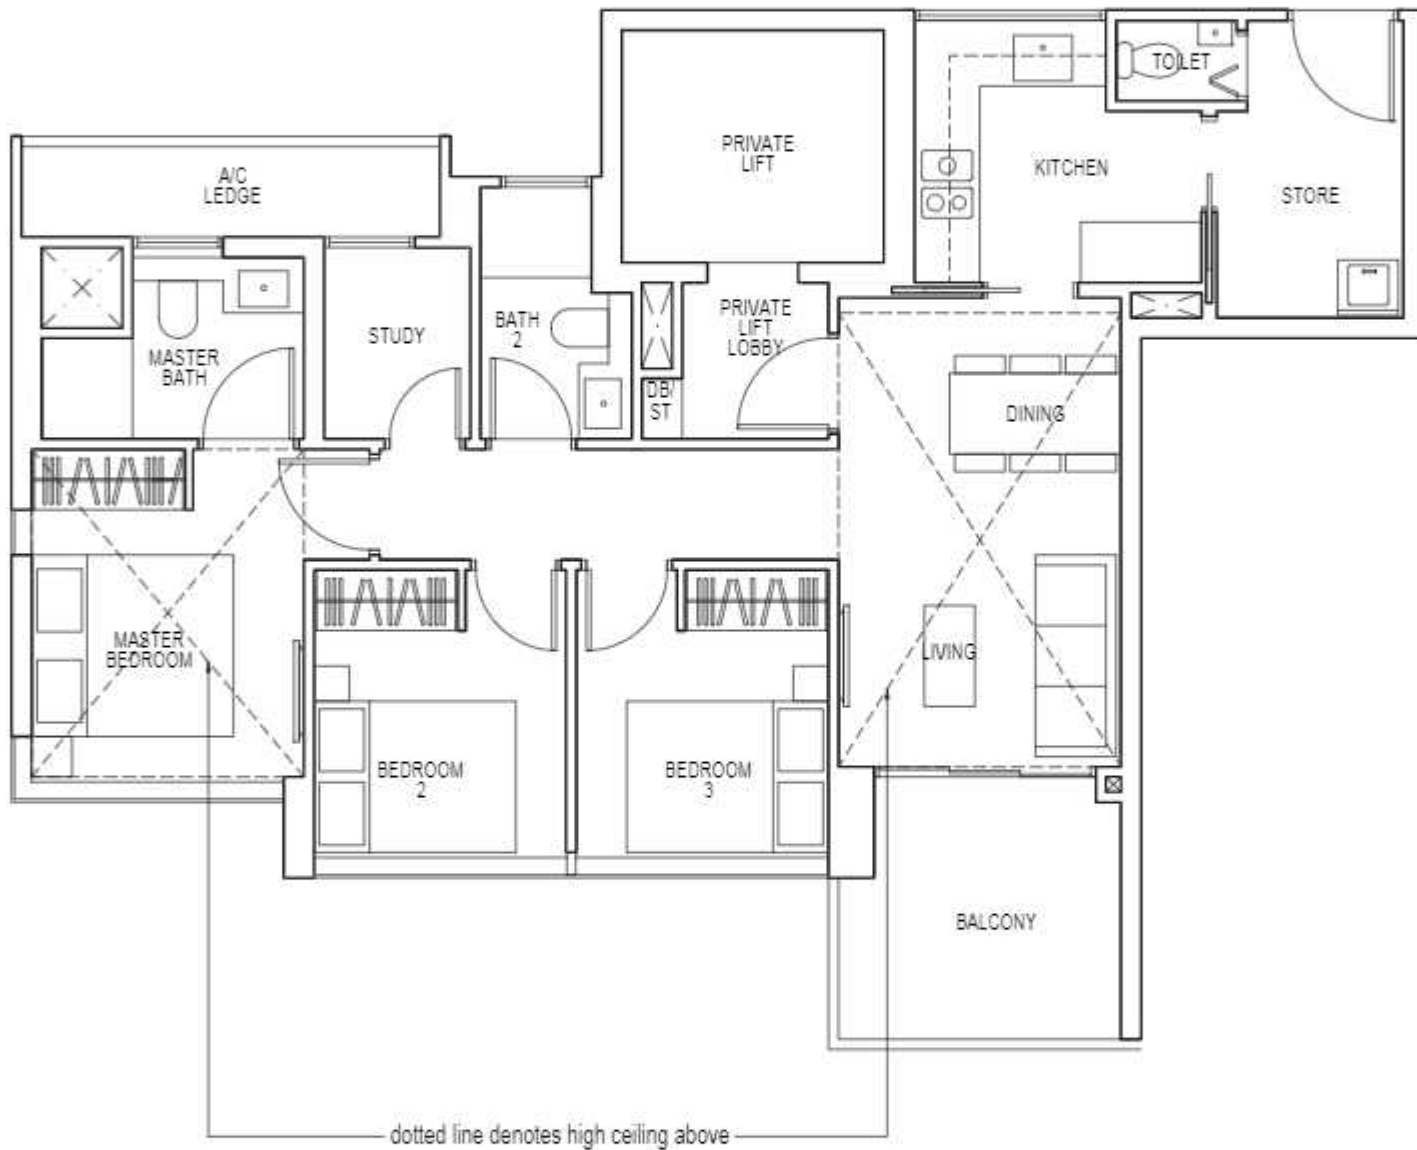 TOILET
PRIVATE
LIFT
KITCHEN
A/C
LEDGE
STORE
PRIVATE
LIFT
LOBBY
BATH
2
STUDY
MASTER
BATH
DB/
ST
DINING
MASTER
BEDROOM
LIVING
BEDROOM
2
BEDROOM
3
BALCONY
dotted line denotes high ceiling above